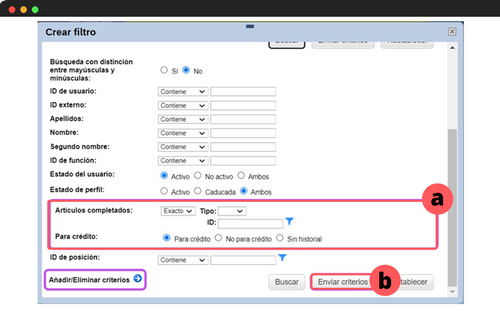 Crear filtro
Buscar Enviar criterios Restablecer
Búsqueda con distinción
entre mayúsculas y
minúsculas:
Sí No
ID de usuario: Contiene
ID externo: Contiene
Apellidos: Contiene
Nombre: Contiene
Segundo nombre: Contiene
ID de función: Contiene
Estado del usuario: Activo No activo Ambos
Estado de perfil: Activo Caducada Ambos
a
Artículos completados: Exacto Tipo:
ID:
Para crédito: Para crédito No para crédito Sin historial
ID de posición: Contiene
Añadir/Eliminar criterios
Buscar Enviar criterios b tablecer